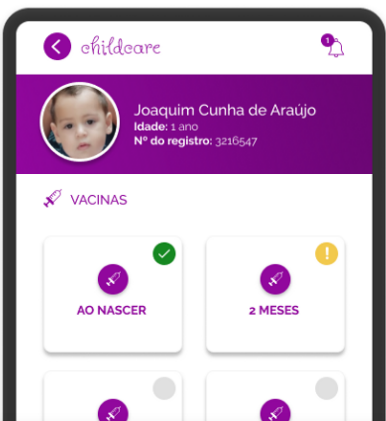 childcare
1
Joaquim Cunha de Araújo
Idade: 1 ano
Nº do registro: 3216547
VACINAS
!
AO NASCER
2 MESES